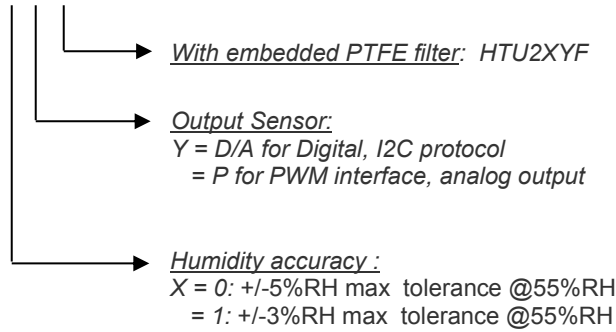 With embedded PTFE filter: HTU2XYF
Output Sensor:
Y = D/A for Digital, I2C protocol
= P for PWM interface, analog output
Humidity accuracy :
X = 0: +/-5%RH max tolerance @55%RH
= 1: +/-3%RH max tolerance @55%RH